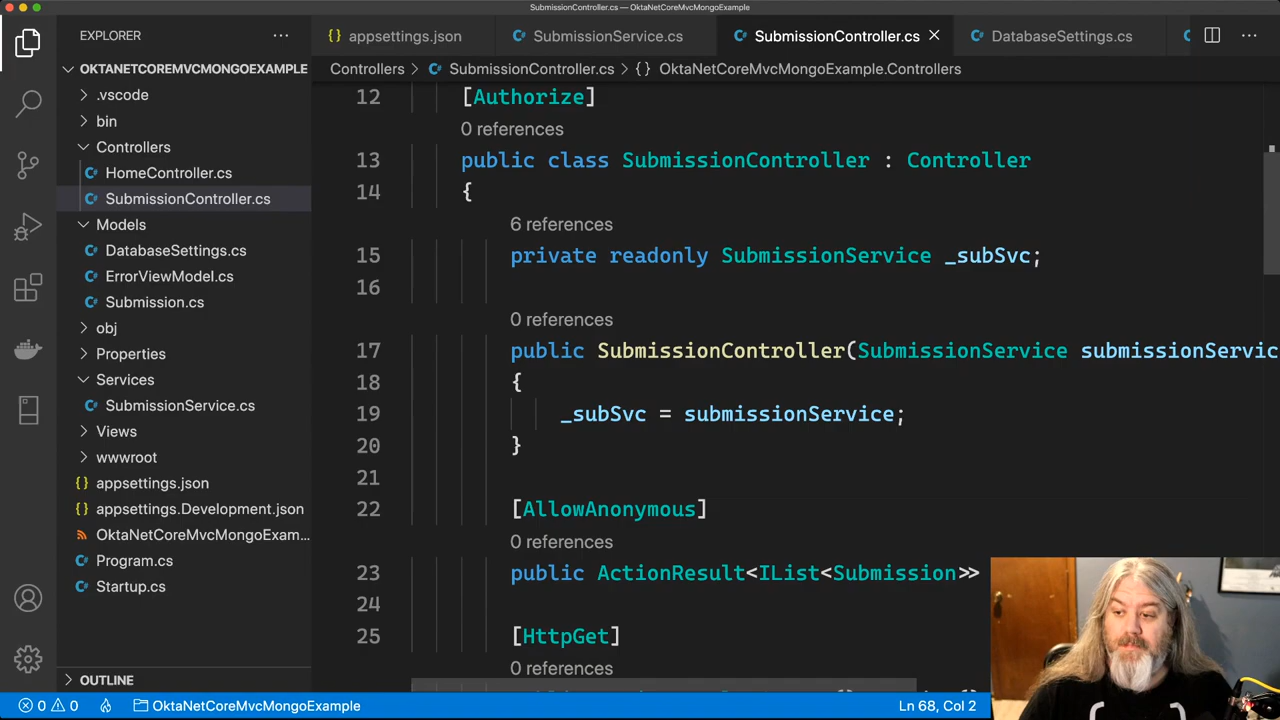 SubmissionController.cs — OktaNetCoreMvcMongoExample
EXPLORER
OKTANETCOREMVCMONGOEXAMPLE
.vscode
bin
Controllers
HomeController.cs
SubmissionController.cs
Models
DatabaseSettings.cs
ErrorViewModel.cs
Submission.cs
obj
Properties
Services
SubmissionService.cs
Views
wwwroot
appsettings.json
appsettings.Development.json
OktaNetCoreMvcMongoExam...
Program.cs
Startup.cs
OUTLINE
appsettings.json SubmissionService.cs SubmissionController.cs DatabaseSettings.cs
Controllers > SubmissionController.cs > {} OktaNetCoreMvcMongoExample.Controllers
12 [Authorize]
0 references
13 public class SubmissionController : Controller
14 {
6 references
15 private readonly SubmissionService _subSvc;
16
0 references
17 public SubmissionController(SubmissionService submissionServic
18 {
19 _subSvc = submissionService;
20 }
21
22 [AllowAnonymous]
0 references
23 public ActionResult<IList<Submission>>
24
25 [HttpGet]
0 references
0 0 OktaNetCoreMvcMongoExample Ln 68, Col 2